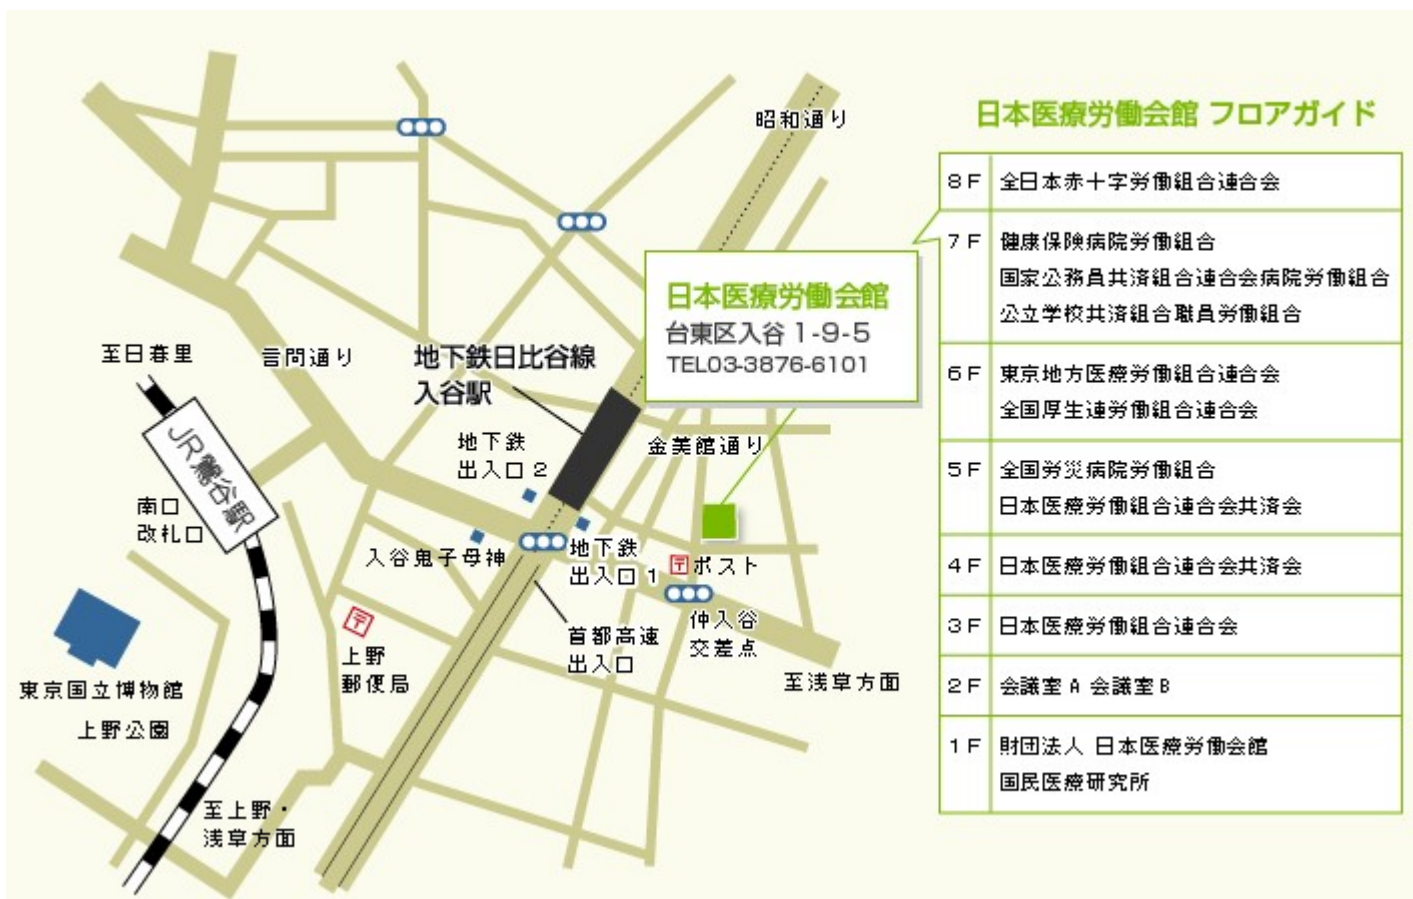 昭和通り
日本医療労働会館
台東区入谷 1-9-5
TEL03-3876-6101
至日暮里
言問通り
地下鉄日比谷線
入谷駅
JR鶯谷駅
南口
改札口
地下鉄
出入口 2
金美館通り
入谷鬼子母神
地下鉄
出入口 1
〒ポスト
仲入谷
交差点
首都高速
出入口
至浅草方面
〒
上野
郵便局
東京国立博物館
上野公園
至上野・
浅草方面
日本医療労働会館 フロアガイド
8F 全日本赤十字労働組合連合会
7F 健康保険病院労働組合
国家公務員共済組合連合会病院労働組合
公立学校共済組合職員労働組合
6F 東京地方医療労働組合連合会
全国厚生連労働組合連合会
5F 全国労災病院労働組合
日本医療労働組合連合会共済会
4F 日本医療労働組合連合会共済会
3F 日本医療労働組合連合会
2F 会議室A 会議室B
1F 財団法人 日本医療労働会館
国民医療研究所